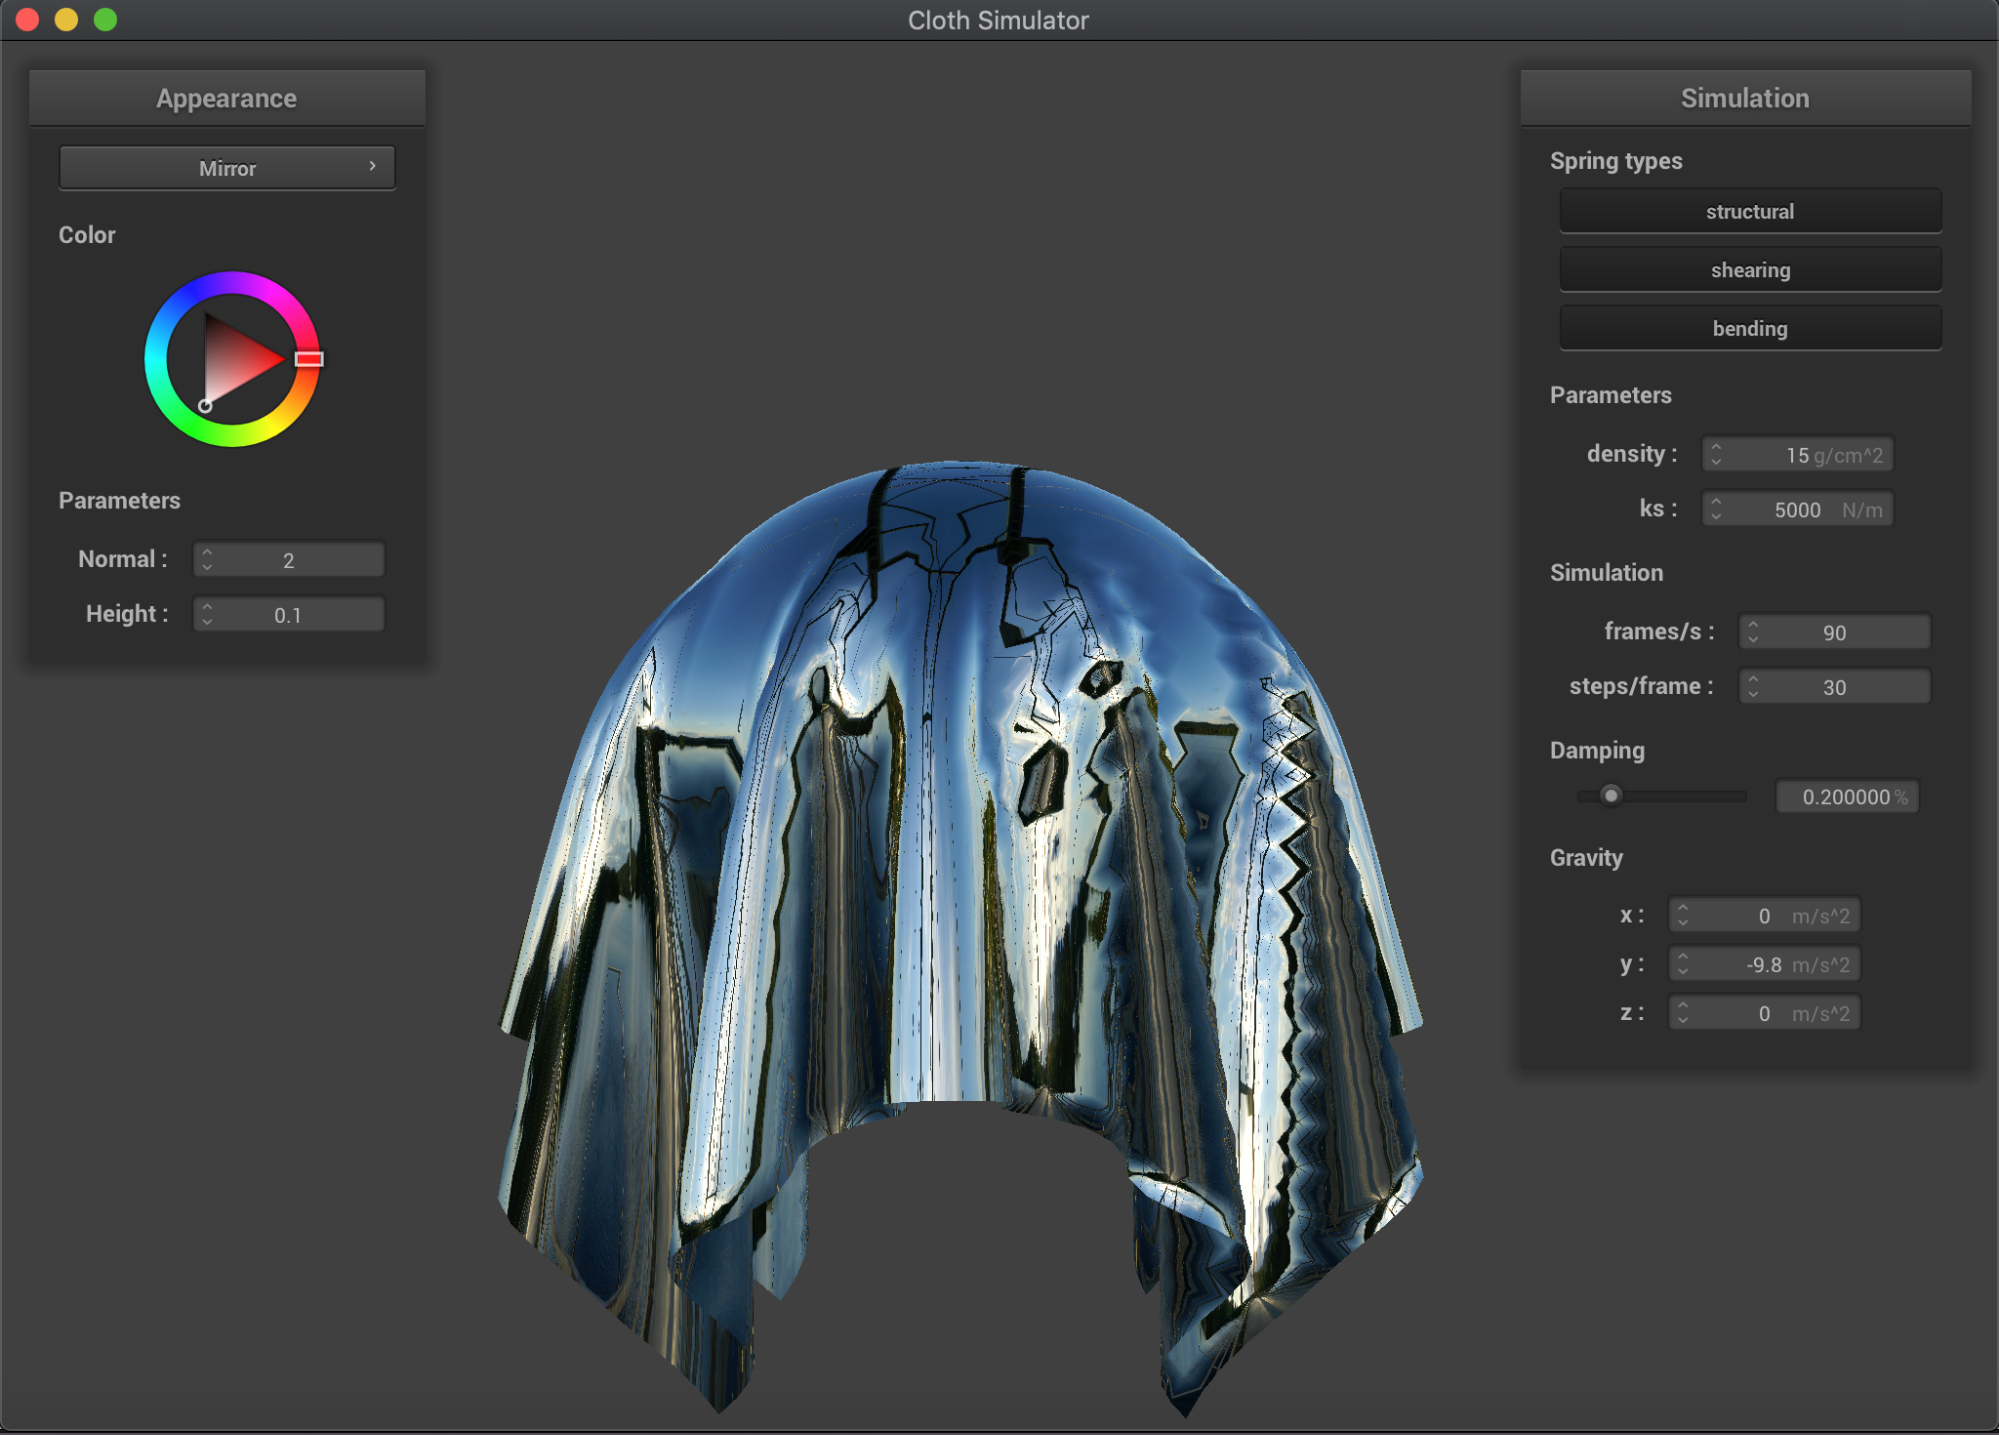 Cloth Simulator
Appearance
Mirror
Color
Parameters
Normal : 2
Height : 0.1
Simulation
Spring types
structural
shearing
bending
Parameters
density : 15 g/cm^2
ks : 5000 N/m
Simulation
frames/s : 90
steps/frame : 30
Damping
0.200000 %
Gravity
x : 0 m/s^2
y : -9.8 m/s^2
z : 0 m/s^2